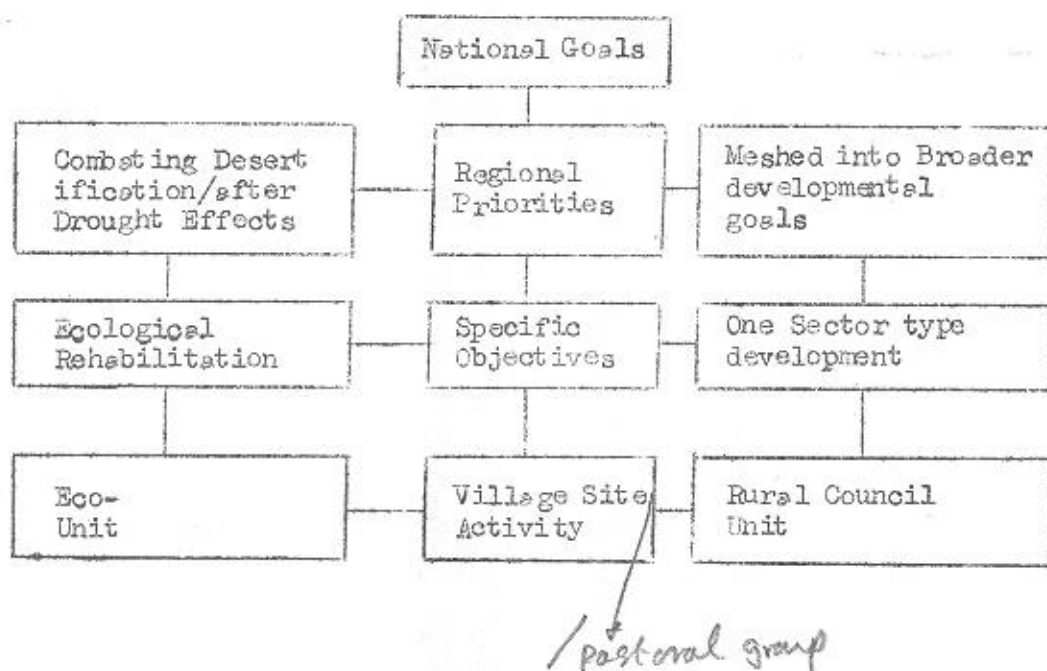 National Goals
Combating Desert
ification/after
Drought Effects
Regional
Priorities
Meshed into Broader
developmental
goals
Ecological
Rehabilitation
Specific
Objectives
One Sector type
development
Eco-
Unit
Village Site
Activity
Rural Council
Unit
/pastoral group